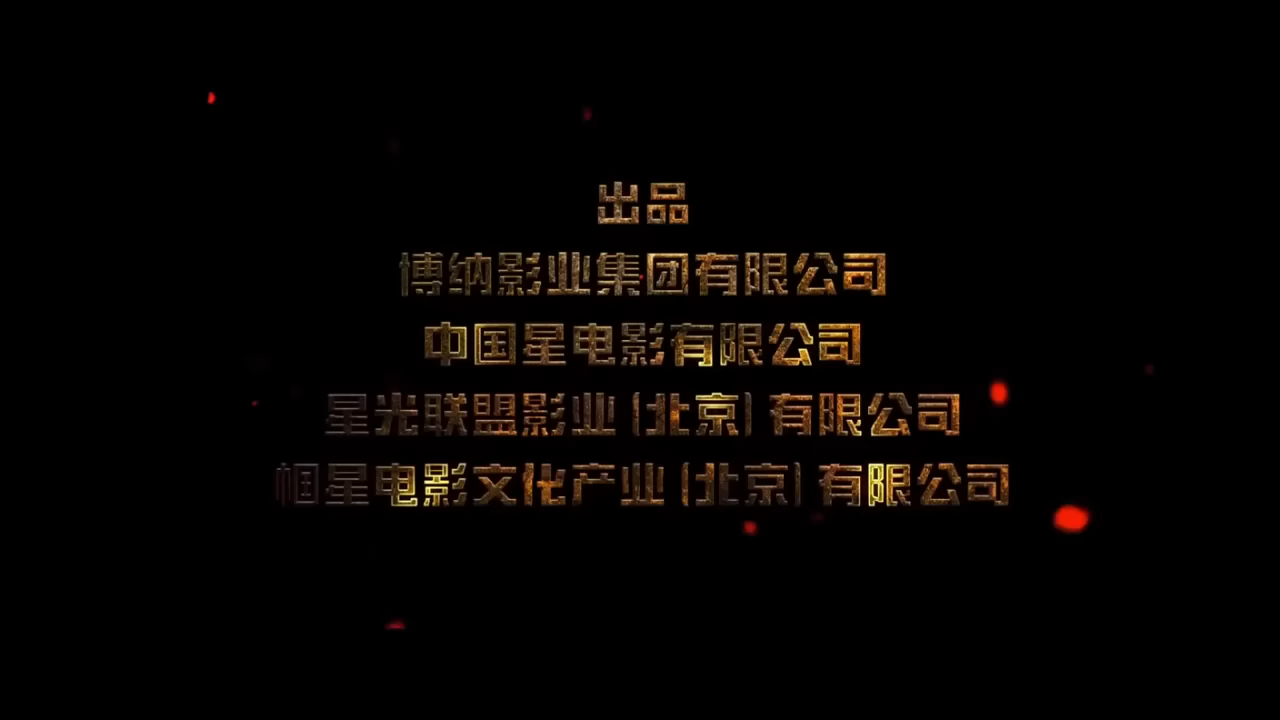 出品
博纳影业集团有限公司
中国星电影有限公司
星光联盟影业(北京)有限公司
帼星电影文化产业(北京)有限公司